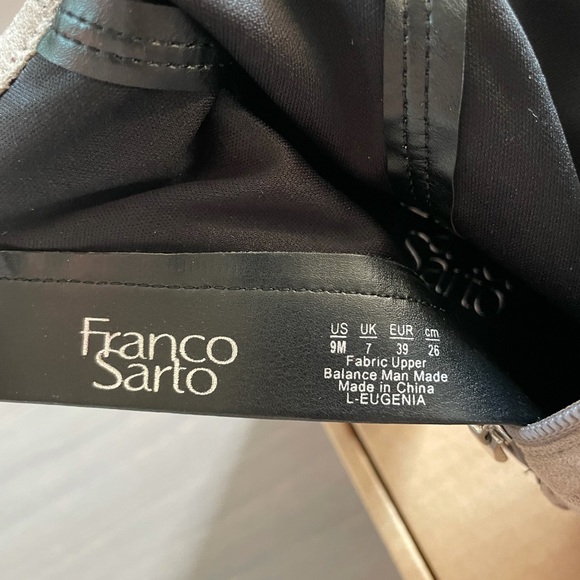 Franco
Sarto
US UK EUR cm
9M 7 39 26
Fabric Upper
Balance Man Made
Made in China
L-EUGENIA
Sarto